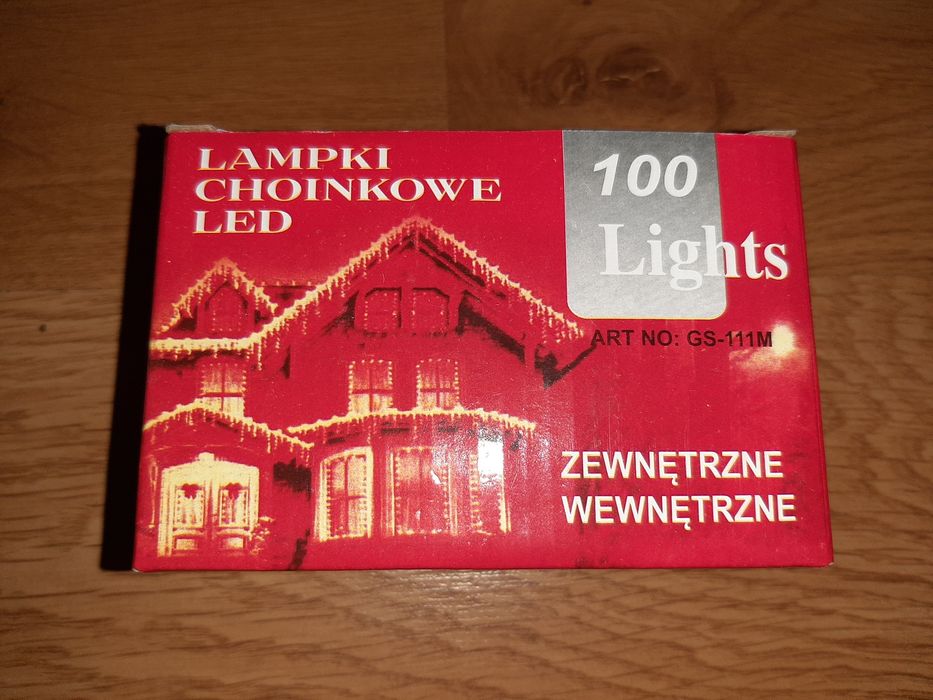 LAMPKI
CHOINKOWE
LED
100
Lights
ART NO: GS-111M
ZEWNĘTRZNE
WEWNĘTRZNE